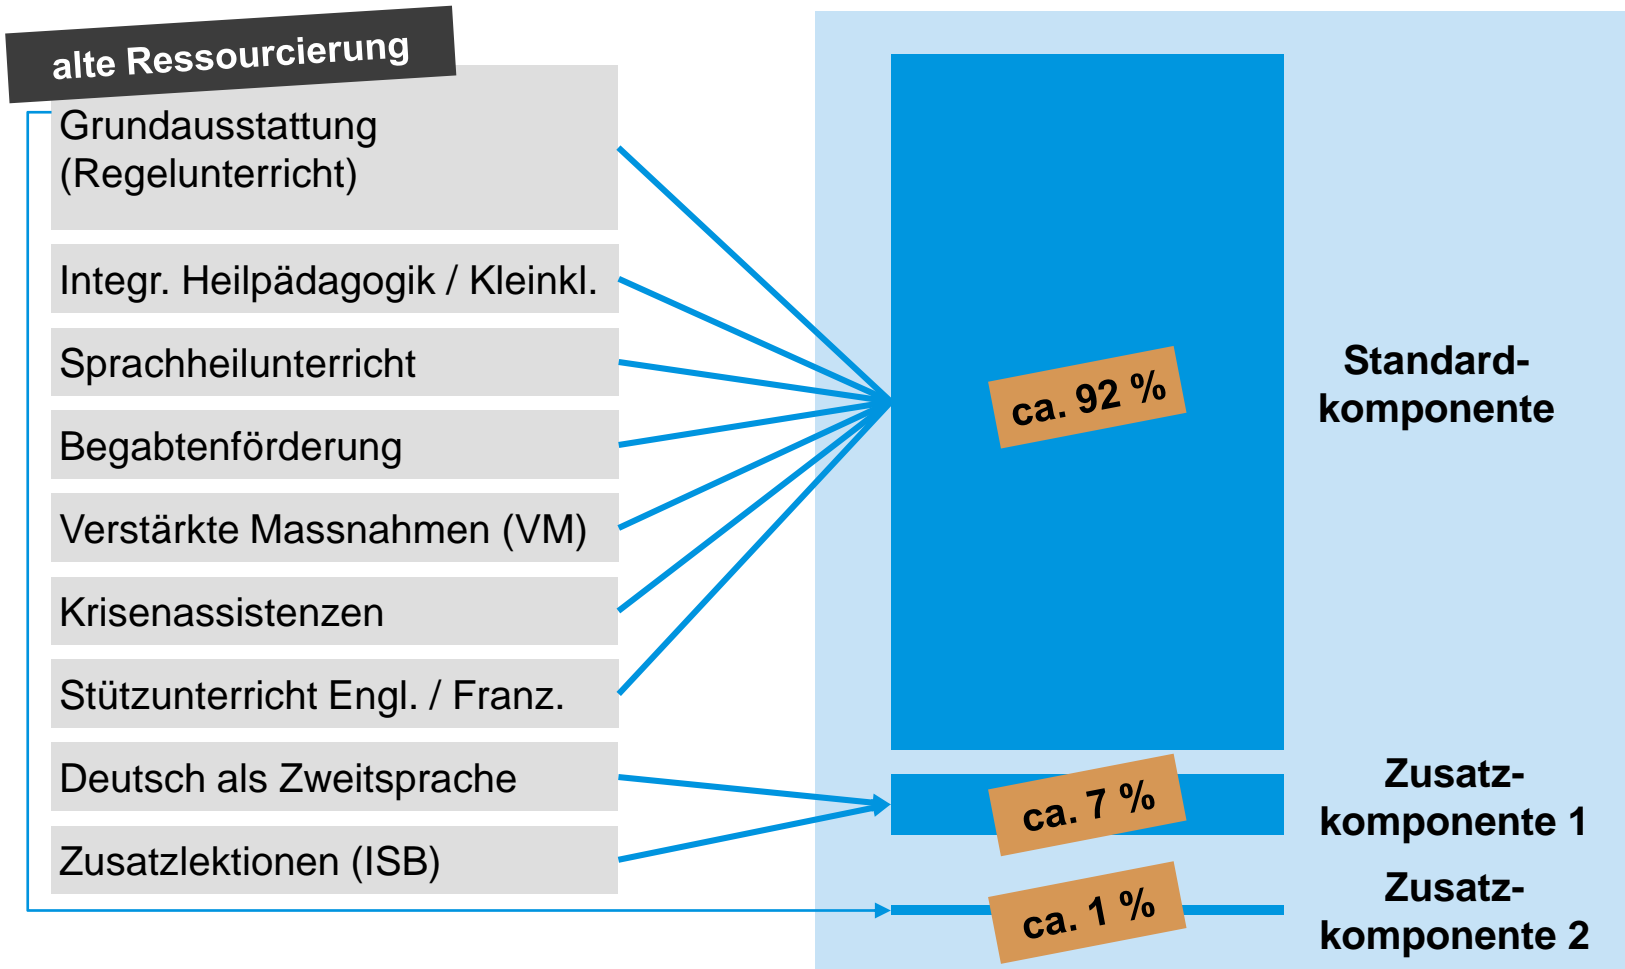 alte Ressourcierung
Grundausstattung
(Regelunterricht)
Integr. Heilpädagogik / Kleinkl.
Sprachheilunterricht
Begabtenförderung
Verstärkte Massnahmen (VM)
Krisenassistenzen
Stützunterricht Engl. / Franz.
Deutsch als Zweitsprache
Zusatzlektionen (ISB)
ca. 92 %
Standard-
komponente
ca. 7 %
Zusatz-
komponente 1
ca. 1 %
Zusatz-
komponente 2